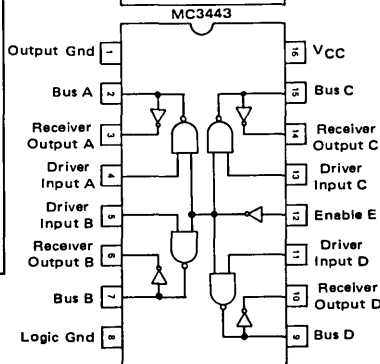 MC3443
Output Gnd 1
Bus A 2
Receiver
Output A 3
Driver
Input A 4
Driver
Input B 5
Receiver
Output B 6
Bus B 7
Logic Gnd 8
16 VCC
15 Bus C
14 Receiver
Output C
13 Driver
Input C
12 Enable E
11 Driver
Input D
10 Receiver
Output D
9 Bus D